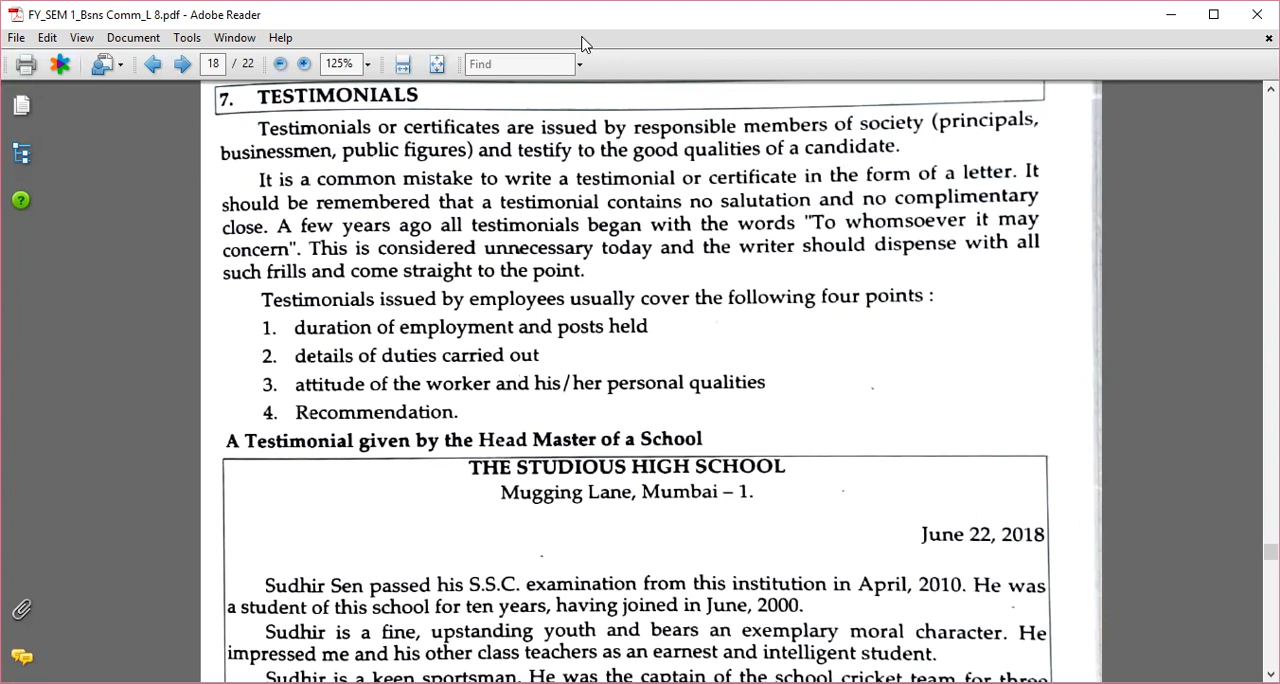 FY_SEM 1_Bsns Comm_L 8.pdf - Adobe Reader
File Edit View Document Tools Window Help
18 / 22 125% Find
7. TESTIMONIALS
Testimonials or certificates are issued by responsible members of society (principals,
businessmen, public figures) and testify to the good qualities of a candidate.
It is a common mistake to write a testimonial or certificate in the form of a letter. It
should be remembered that a testimonial contains no salutation and no complimentary
close. A few years ago all testimonials began with the words "To whomsoever it may
concern". This is considered unnecessary today and the writer should dispense with all
such frills and come straight to the point.
Testimonials issued by employees usually cover the following four points :
1. duration of employment and posts held
2. details of duties carried out
3. attitude of the worker and his/her personal qualities
4. Recommendation.
A Testimonial given by the Head Master of a School
THE STUDIOUS HIGH SCHOOL
Mugging Lane, Mumbai – 1.
June 22, 2018
Sudhir Sen passed his S.S.C. examination from this institution in April, 2010. He was
a student of this school for ten years, having joined in June, 2000.
Sudhir is a fine, upstanding youth and bears an exemplary moral character. He
impressed me and his other class teachers as an earnest and intelligent student.
Sudhir is a keen sportsman. He was the captain of the school cricket team for three